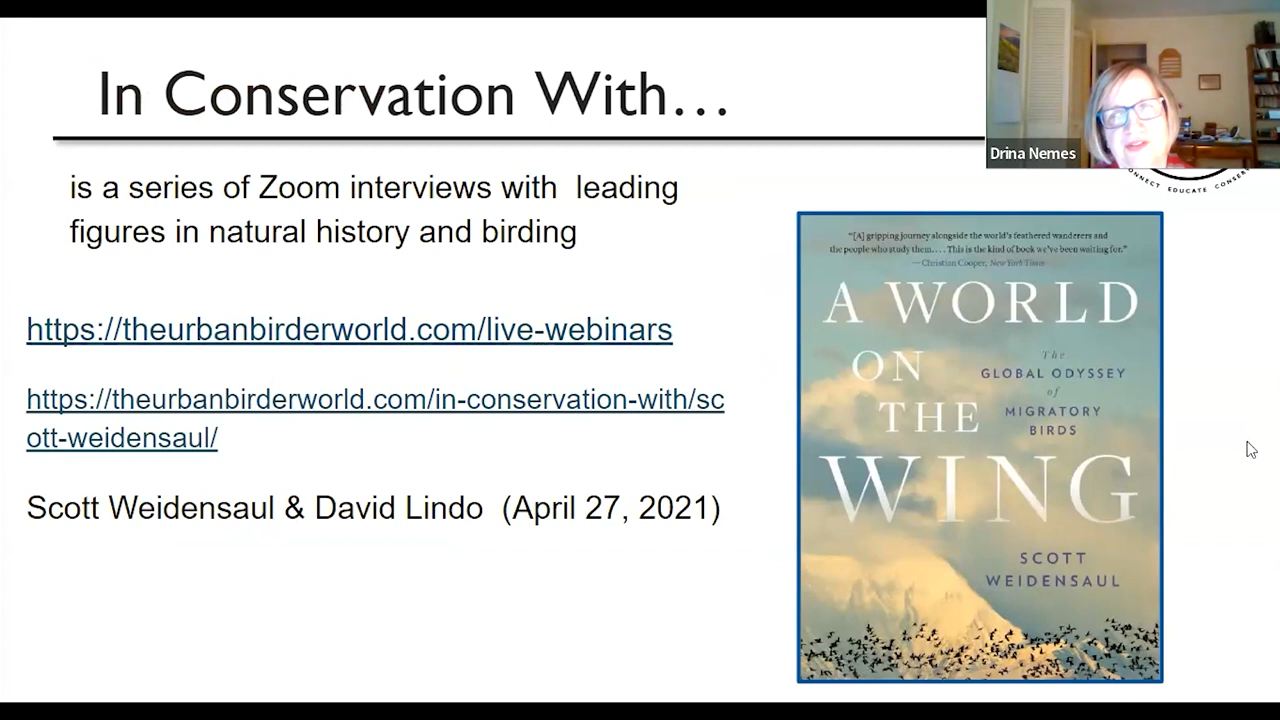 In Conservation With…
Drina Nemes
CONNECT EDUCATE CONSER
is a series of Zoom interviews with  leading
figures in natural history and birding
https://theurbanbirderworld.com/live-webinars
https://theurbanbirderworld.com/in-conservation-with/sc
ott-weidensaul/
Scott Weidensaul & David Lindo  (April 27, 2021)
“[A] gripping journey alongside the world’s feathered wanderers and
the people who study them. . . . This is the kind of book we’ve been waiting for.”
— Christian Cooper, New York Times
A WORLD
ON
THE
WING
The
GLOBAL ODYSSEY
of
MIGRATORY
BIRDS
SCOTT
WEIDENSAUL